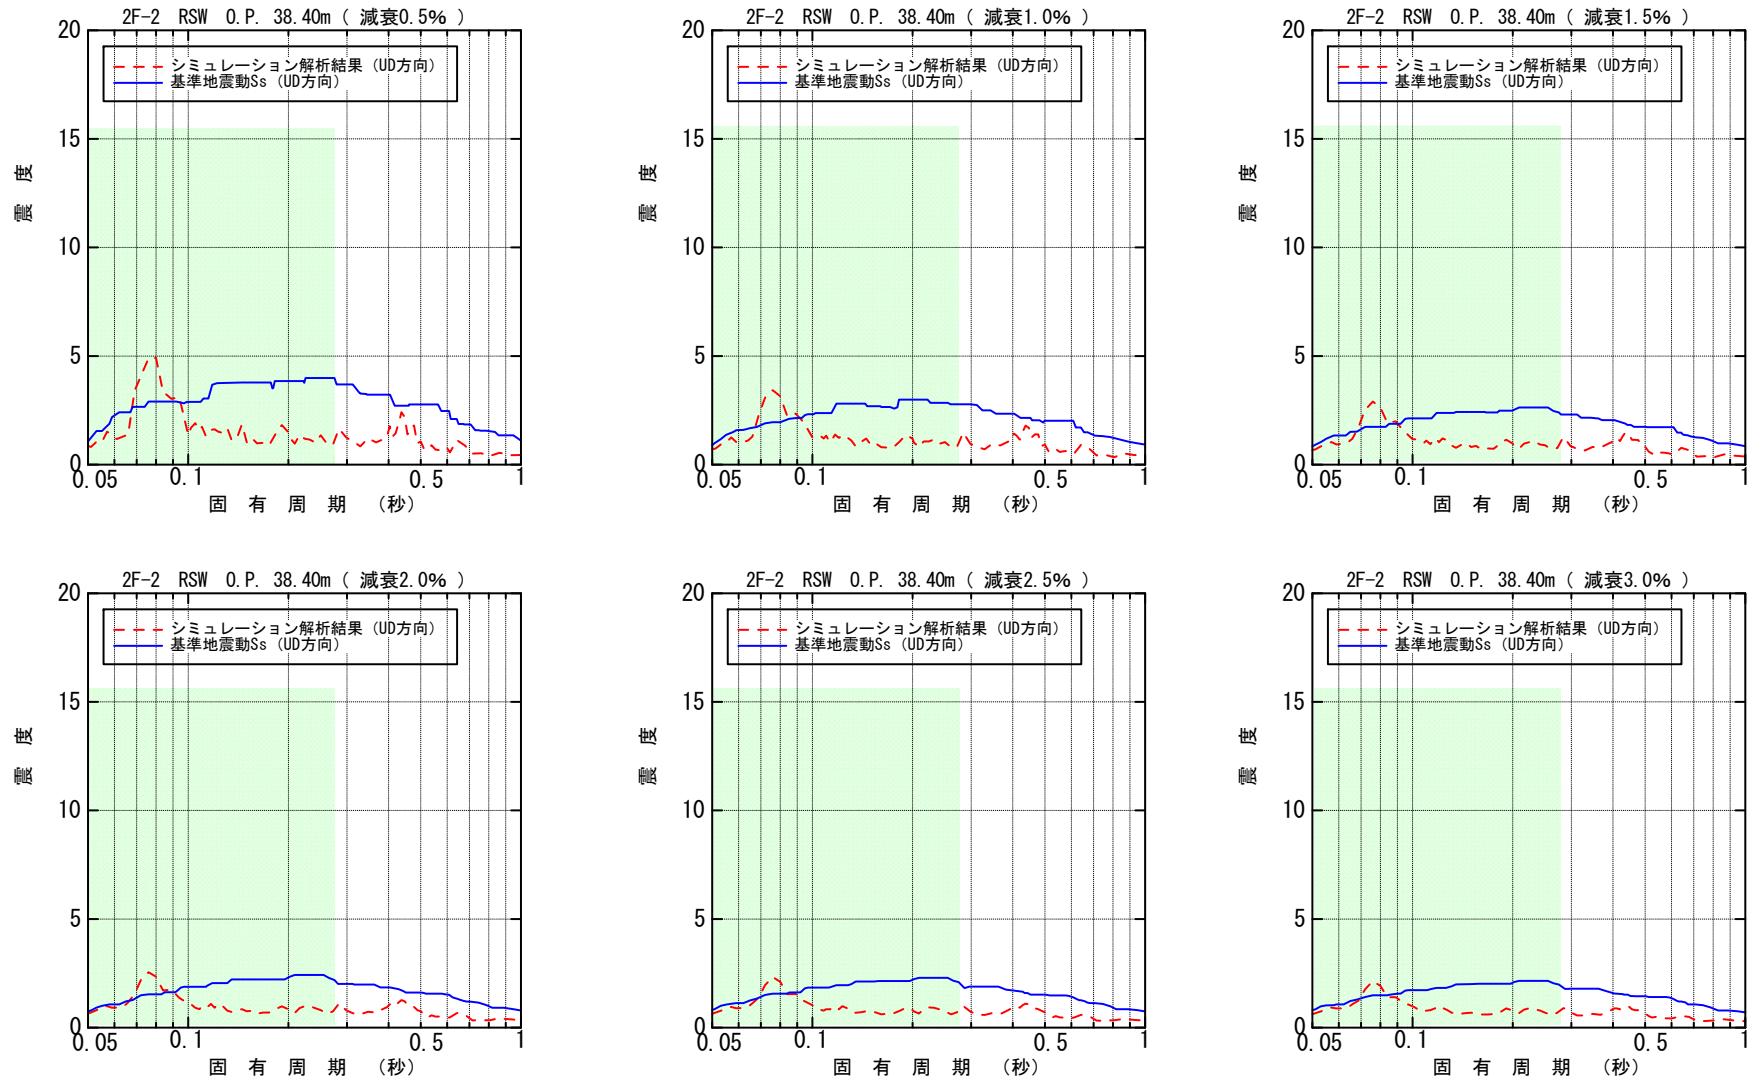 2F-2 RSW O.P. 38.40m ( 減衰0.5% )
20
15
10
5
0
震度
シミュレーション解析結果 (UD方向)
基準地震動Ss (UD方向)
0.05 0.1 0.5 1
固有周期 (秒)
2F-2 RSW O.P. 38.40m ( 減衰1.0% )
20
15
10
5
0
震度
シミュレーション解析結果 (UD方向)
基準地震動Ss (UD方向)
0.05 0.1 0.5 1
固有周期 (秒)
2F-2 RSW O.P. 38.40m ( 減衰1.5% )
20
15
10
5
0
震度
シミュレーション解析結果 (UD方向)
基準地震動Ss (UD方向)
0.05 0.1 0.5 1
固有周期 (秒)
2F-2 RSW O.P. 38.40m ( 減衰2.0% )
20
15
10
5
0
震度
シミュレーション解析結果 (UD方向)
基準地震動Ss (UD方向)
0.05 0.1 0.5 1
固有周期 (秒)
2F-2 RSW O.P. 38.40m ( 減衰2.5% )
20
15
10
5
0
震度
シミュレーション解析結果 (UD方向)
基準地震動Ss (UD方向)
0.05 0.1 0.5 1
固有周期 (秒)
2F-2 RSW O.P. 38.40m ( 減衰3.0% )
20
15
10
5
0
震度
シミュレーション解析結果 (UD方向)
基準地震動Ss (UD方向)
0.05 0.1 0.5 1
固有周期 (秒)